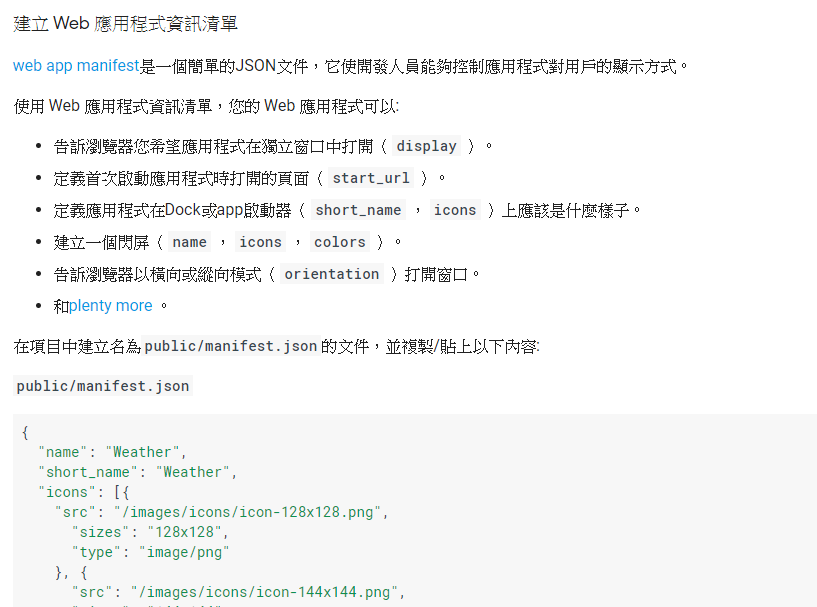 建立 Web 應用程式資訊清單
web app manifest是一個簡單的JSON文件，它使開發人員能夠控制應用程式對用戶的顯示方式。
使用 Web 應用程式資訊清單，您的 Web 應用程式可以:
• 告訴瀏覽器您希望應用程式在獨立窗口中打開（ display ）。
• 定義首次啟動應用程式時打開的頁面（ start_url ）。
• 定義應用程式在Dock或app啟動器（ short_name ， icons ）上應該是什麼樣子。
• 建立一個閃屏（ name ， icons ， colors ）。
• 告訴瀏覽器以橫向或縱向模式（ orientation ）打開窗口。
• 和plenty more 。
在項目中建立名為 public/manifest.json 的文件，並複製/貼上以下內容:
public/manifest.json
{
  "name": "Weather",
  "short_name": "Weather",
  "icons": [{
    "src": "/images/icons/icon-128x128.png",
      "sizes": "128x128",
      "type": "image/png"
    }, {
      "src": "/images/icons/icon-144x144.png",